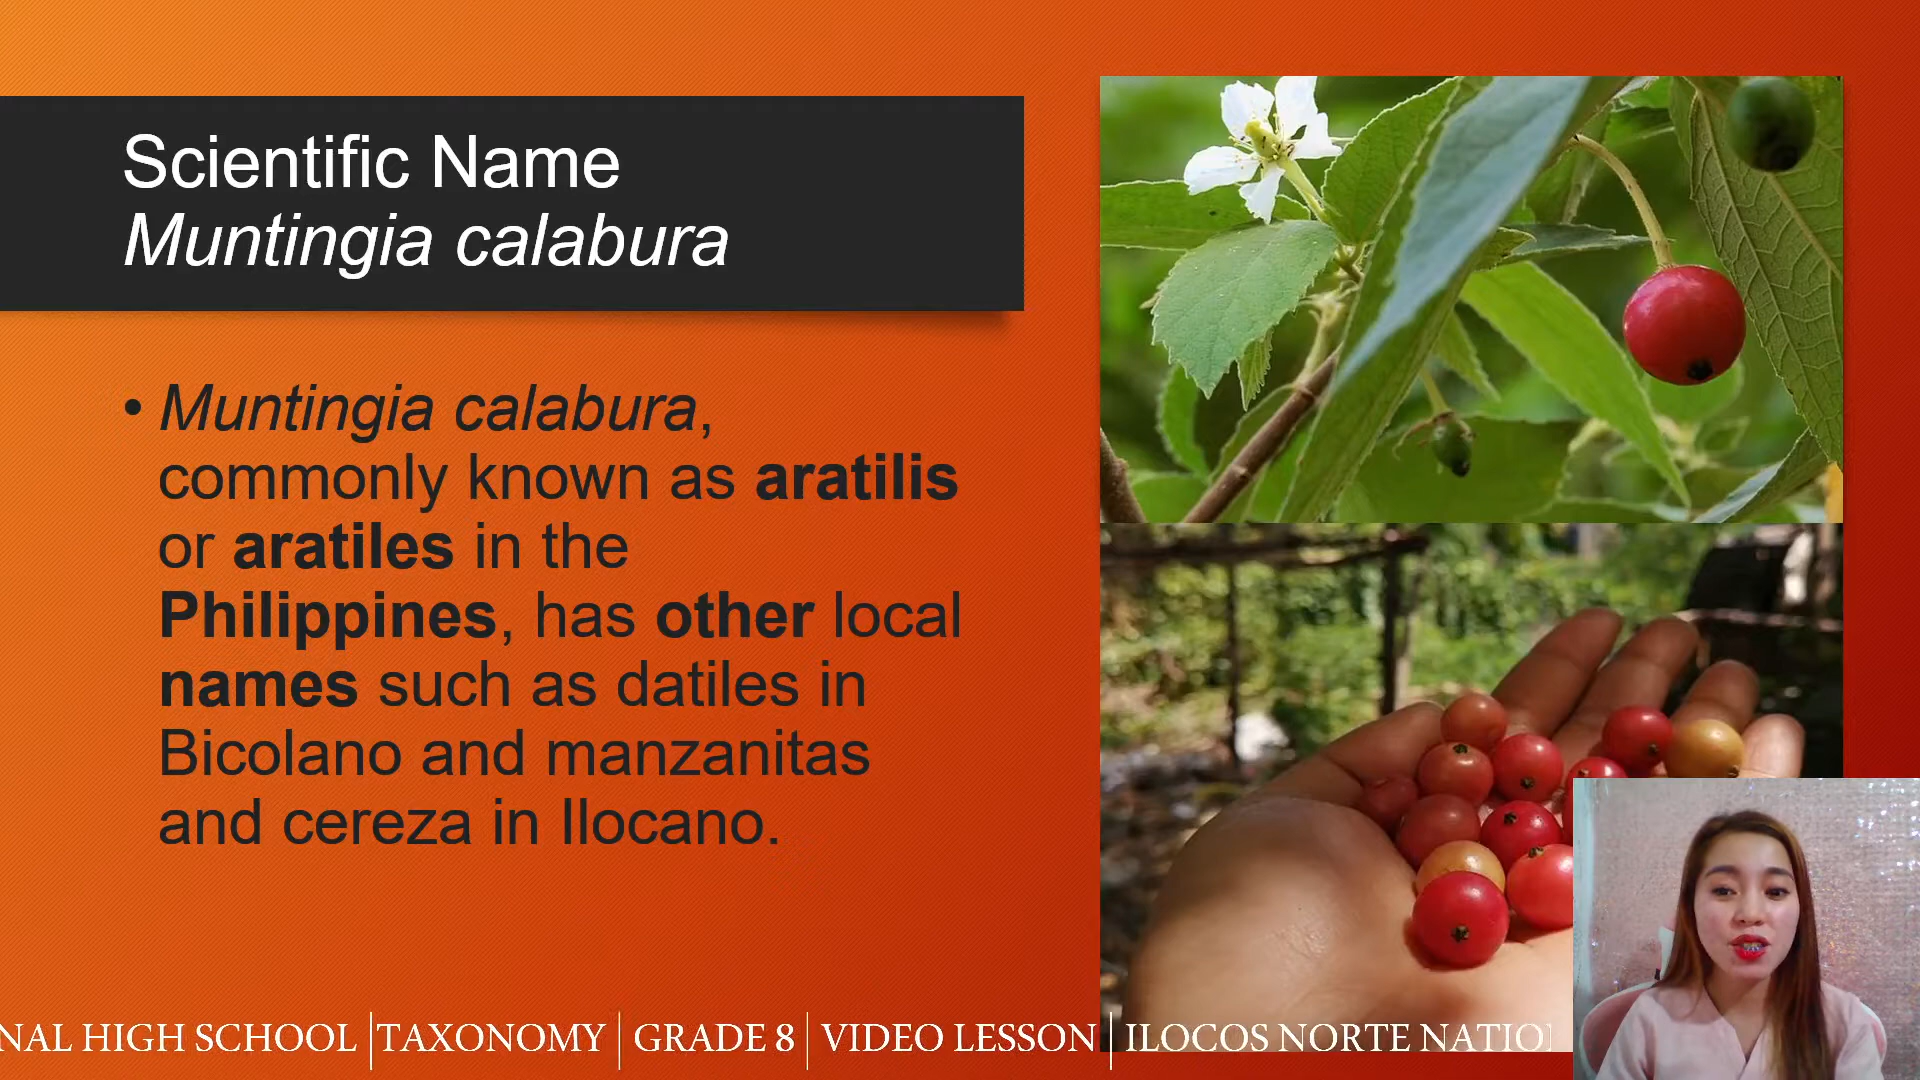 Scientific Name
Muntingia calabura
• Muntingia calabura,
commonly known as aratilis
or aratiles in the
Philippines, has other local
names such as datiles in
Bicolano and manzanitas
and cereza in Ilocano.
NAL HIGH SCHOOL | TAXONOMY | GRADE 8 | VIDEO LESSON | ILOCOS NORTE NATIO